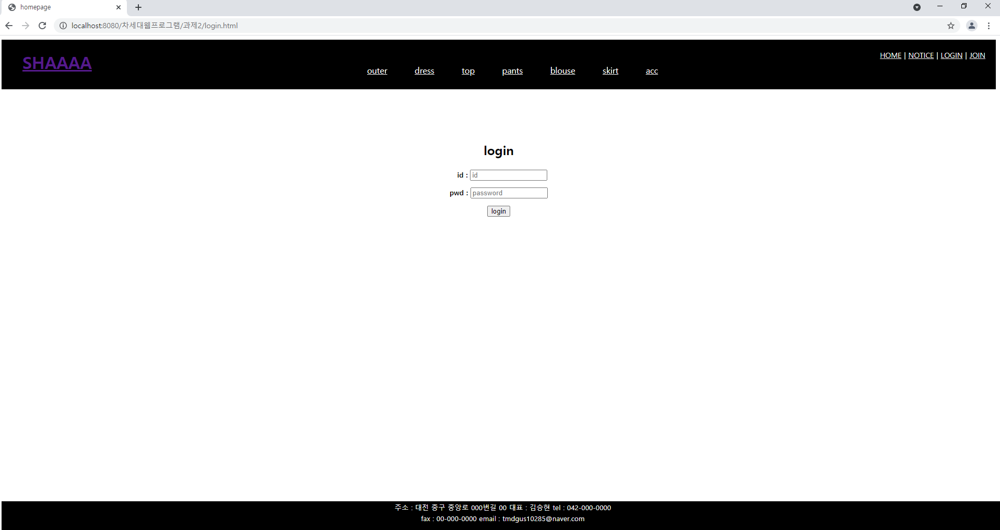 homepage
localhost:8080/차세대웹프로그램/과제2/login.html
SHAAAA
HOME | NOTICE | LOGIN | JOIN
outer dress top pants blouse skirt acc
login
id : id
pwd : password
login
주소 : 대전 중구 중앙로 000번길 00 대표 : 김승현 tel : 042-000-0000
fax : 00-000-0000 email : tmdgus10285@naver.com